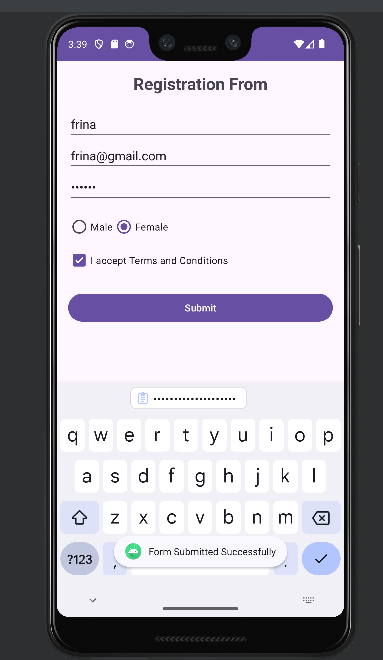 3.39
Registration From
frina
frina@gmail.com
••••••
Male Female
I accept Terms and Conditions
Submit
••••••••••••••••••••
q w e r t y u i o p
a s d f g h j k l
z x c v b n m
?123 , .
Form Submitted Successfully